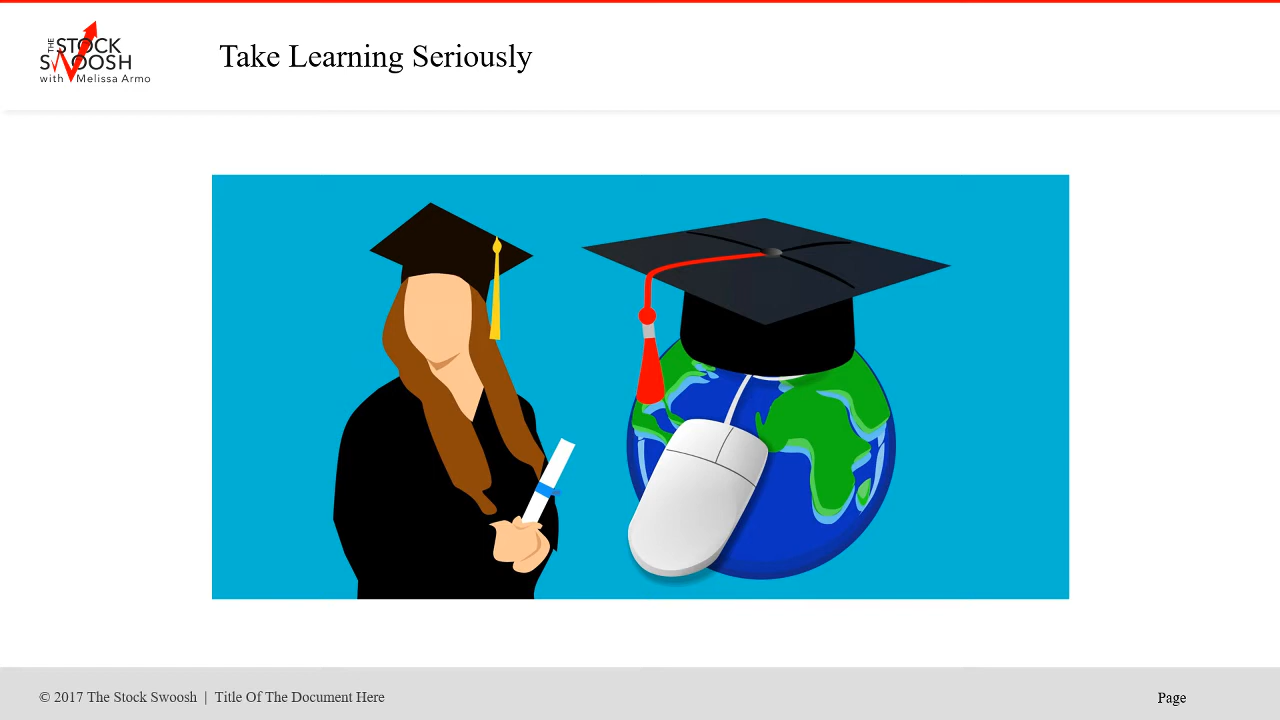 THE STOCK
SWOOSH
with Melissa Armo
Take Learning Seriously
© 2017 The Stock Swoosh | Title Of The Document Here
Page